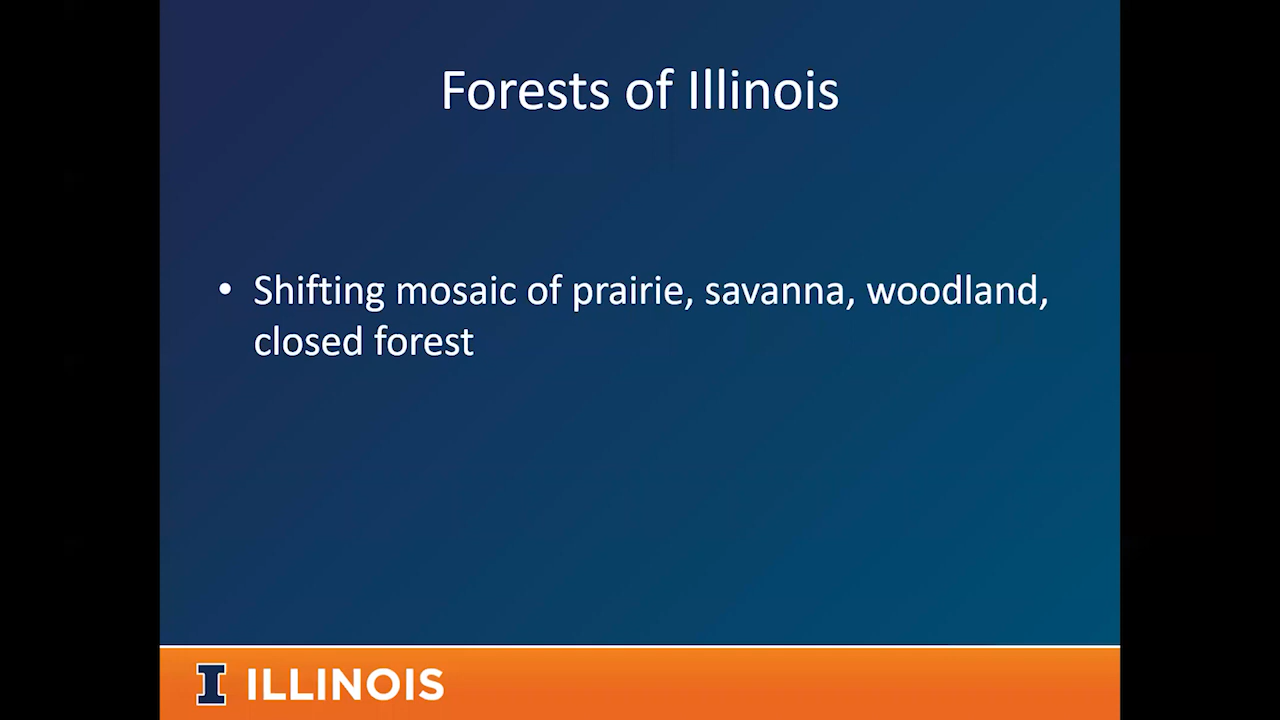 Forests of Illinois
• Shifting mosaic of prairie, savanna, woodland,
closed forest
I ILLINOIS